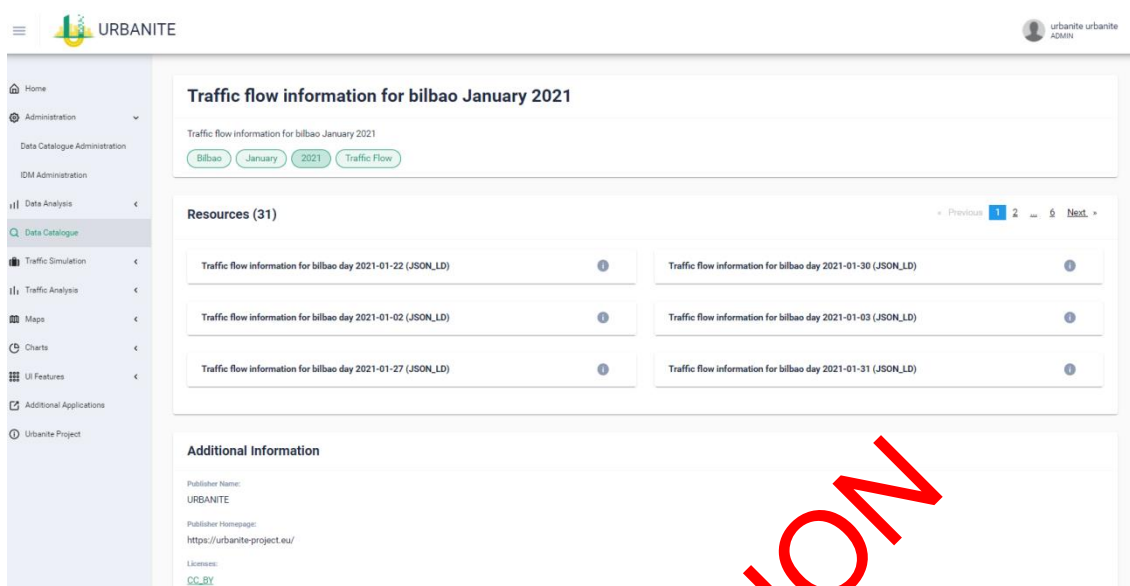 URBANITE
urbanite urbanite
ADMIN
Home
Administration
Data Catalogue Administration
IDM Administration
Data Analysis
Data Catalogue
Traffic Simulation
Traffic Analysis
Maps
Charts
UI Features
Additional Applications
Urbanite Project
Traffic flow information for bilbao January 2021
Traffic flow information for bilbao January 2021
Bilbao January 2021 Traffic Flow
Resources (31)
« Previous 1 2 ... 6 Next »
Traffic flow information for bilbao day 2021-01-22 (JSON_LD)
Traffic flow information for bilbao day 2021-01-30 (JSON_LD)
Traffic flow information for bilbao day 2021-01-02 (JSON_LD)
Traffic flow information for bilbao day 2021-01-03 (JSON_LD)
Traffic flow information for bilbao day 2021-01-27 (JSON_LD)
Traffic flow information for bilbao day 2021-01-31 (JSON_LD)
Additional Information
Publisher Name:
URBANITE
Publisher Homepage:
https://urbanite-project.eu/
Licenses:
CC_BY
ON